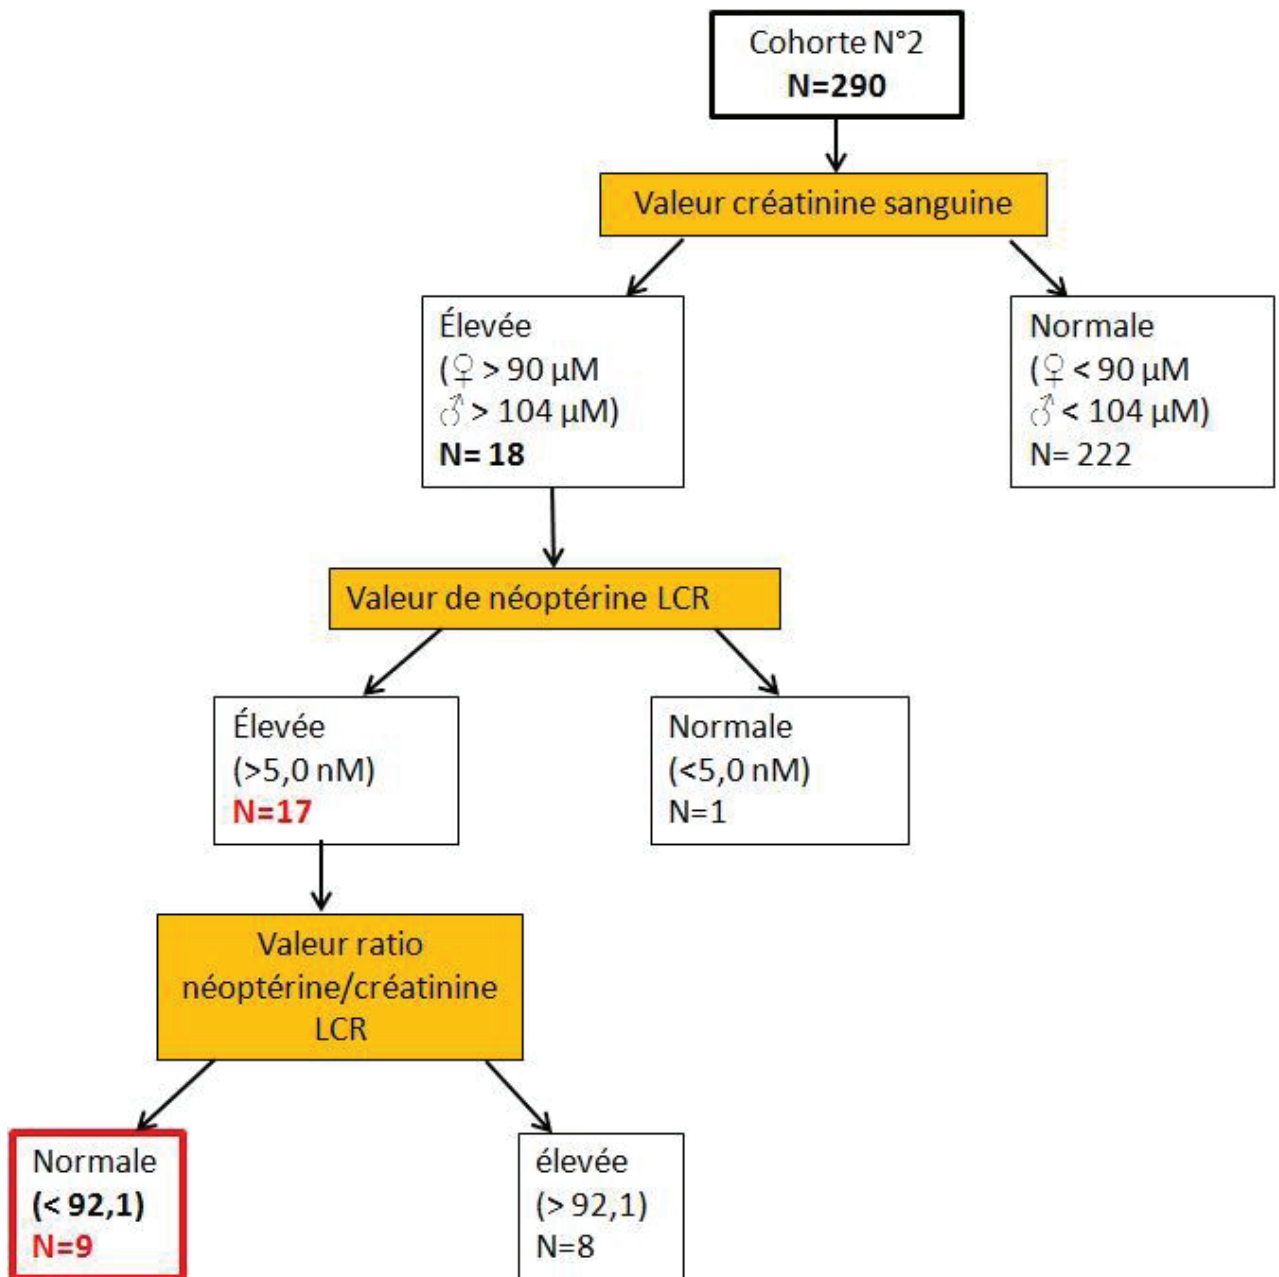 Cohorte N°2
N=290
Valeur créatinine sanguine
Élevée
(♀ > 90 µM
♂ > 104 µM)
N= 18
Normale
(♀ < 90 µM
♂ < 104 µM)
N= 222
Valeur de néoptérine LCR
Élevée
(>5,0 nM)
N=17
Normale
(<5,0 nM)
N=1
Valeur ratio
néoptérine/créatinine
LCR
Normale
(< 92,1)
N=9
élevée
(> 92,1)
N=8